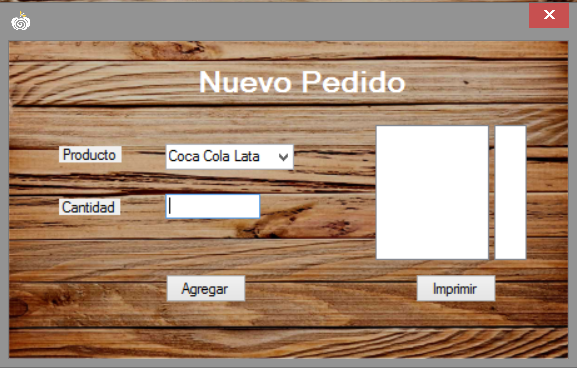 Nuevo Pedido
Producto
Coca Cola Lata
Cantidad
Agregar
Imprimir